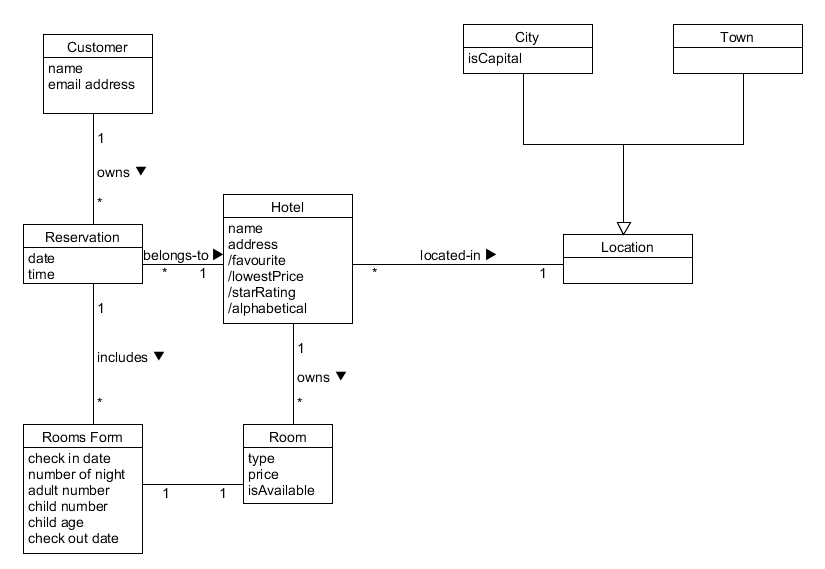 Customer
name
email address
City
isCapital
Town
1
owns ▼
*
Reservation
date
time
belongs-to ▶
*
1
Hotel
name
address
/favourite
/lowestPrice
/starRating
/alphabetical
located-in ▶
*
1
Location
1
includes ▼
*
1
owns ▼
*
Rooms Form
check in date
number of night
adult number
child number
child age
check out date
1
1
Room
type
price
isAvailable